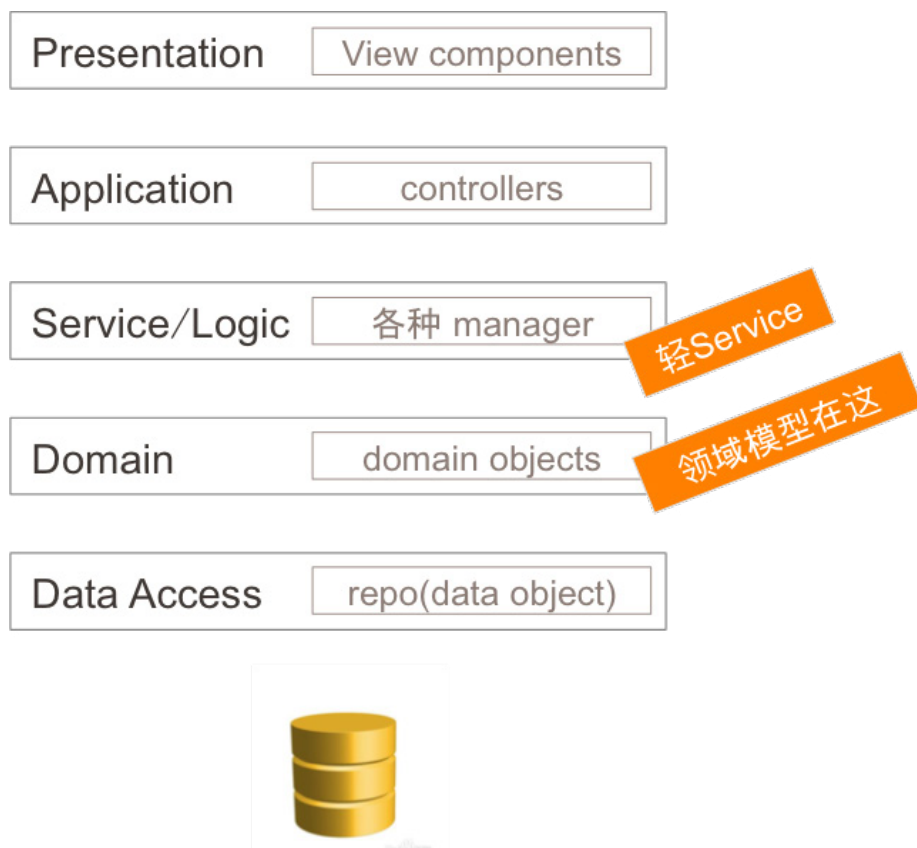 Presentation
View components
Application
controllers
Service/Logic
各种 manager
轻Service
Domain
domain objects
领域模型在这
Data Access
repo(data object)